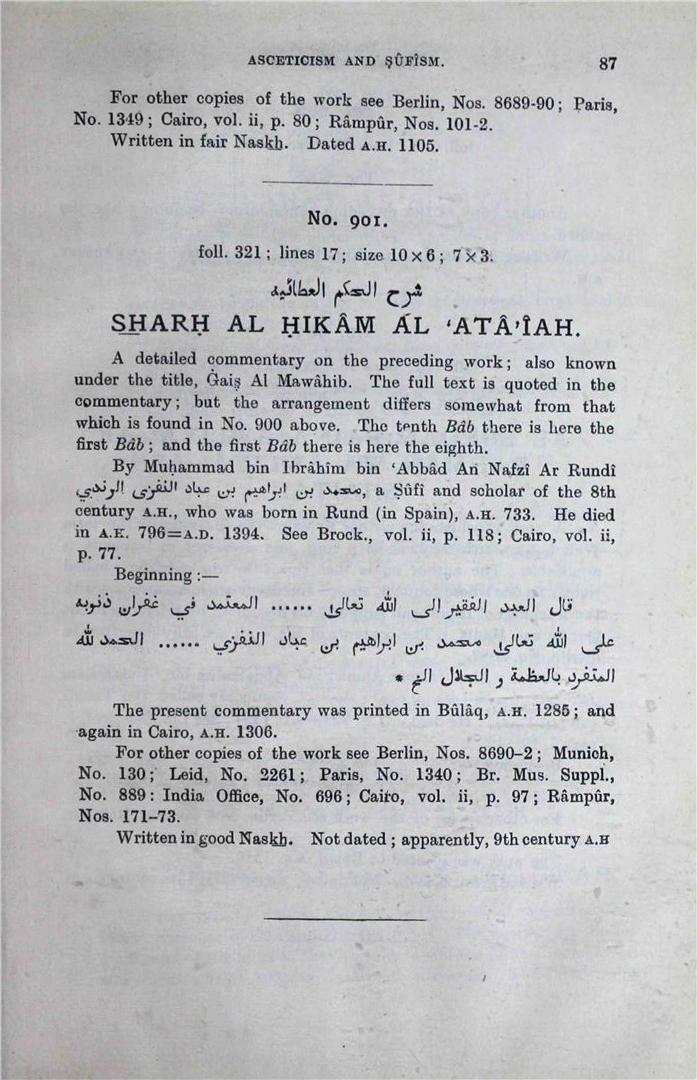 ASCETICISM AND ṢÛFÎSM. 87
For other copies of the work see Berlin, Nos. 8689-90; Paris,
No. 1349; Cairo, vol. ii, p. 80; Râmpûr, Nos. 101-2.
Written in fair Naskh. Dated A.H. 1105.
No. 901.
foll. 321; lines 17; size 10 × 6; 7 × 3.
شرح الحكم العطائيه
SHARḤ AL ḤIKÂM AL ‘ATÂ’ÎAH.
A detailed commentary on the preceding work; also known
under the title, Ġaiṣ Al Mawâhib. The full text is quoted in the
commentary; but the arrangement differs somewhat from that
which is found in No. 900 above. The tenth Bâb there is here the
first Bâb; and the first Bâb there is here the eighth.
By Muḥammad bin Ibrâhîm bin ‘Abbâd An Nafzî Ar Rundî
محمد بن ابراهيم بن عباد النفزى الرندي, a Ṣûfî and scholar of the 8th
century A.H., who was born in Rund (in Spain), A.H. 733. He died
in A.H. 796=A.D. 1394. See Brock., vol. ii, p. 118; Cairo, vol. ii,
p. 77.
Beginning:—
قال العبد الفقير الى الله تعالى ...... المعتمد في غفران ذنوبه
على الله تعالى محمد بن ابراهيم بن عباد النفزي ...... الحمد لله
المتفرد بالعظمة و الجلال الخ *
The present commentary was printed in Bûlâq, A.H. 1285; and
again in Cairo, A.H. 1306.
For other copies of the work see Berlin, Nos. 8690-2; Munich,
No. 130; Leid, No. 2261; Paris, No. 1340; Br. Mus. Suppl.,
No. 889: India Office, No. 696; Cairo, vol. ii, p. 97; Râmpûr,
Nos. 171-73.
Written in good Naskh. Not dated; apparently, 9th century A.H